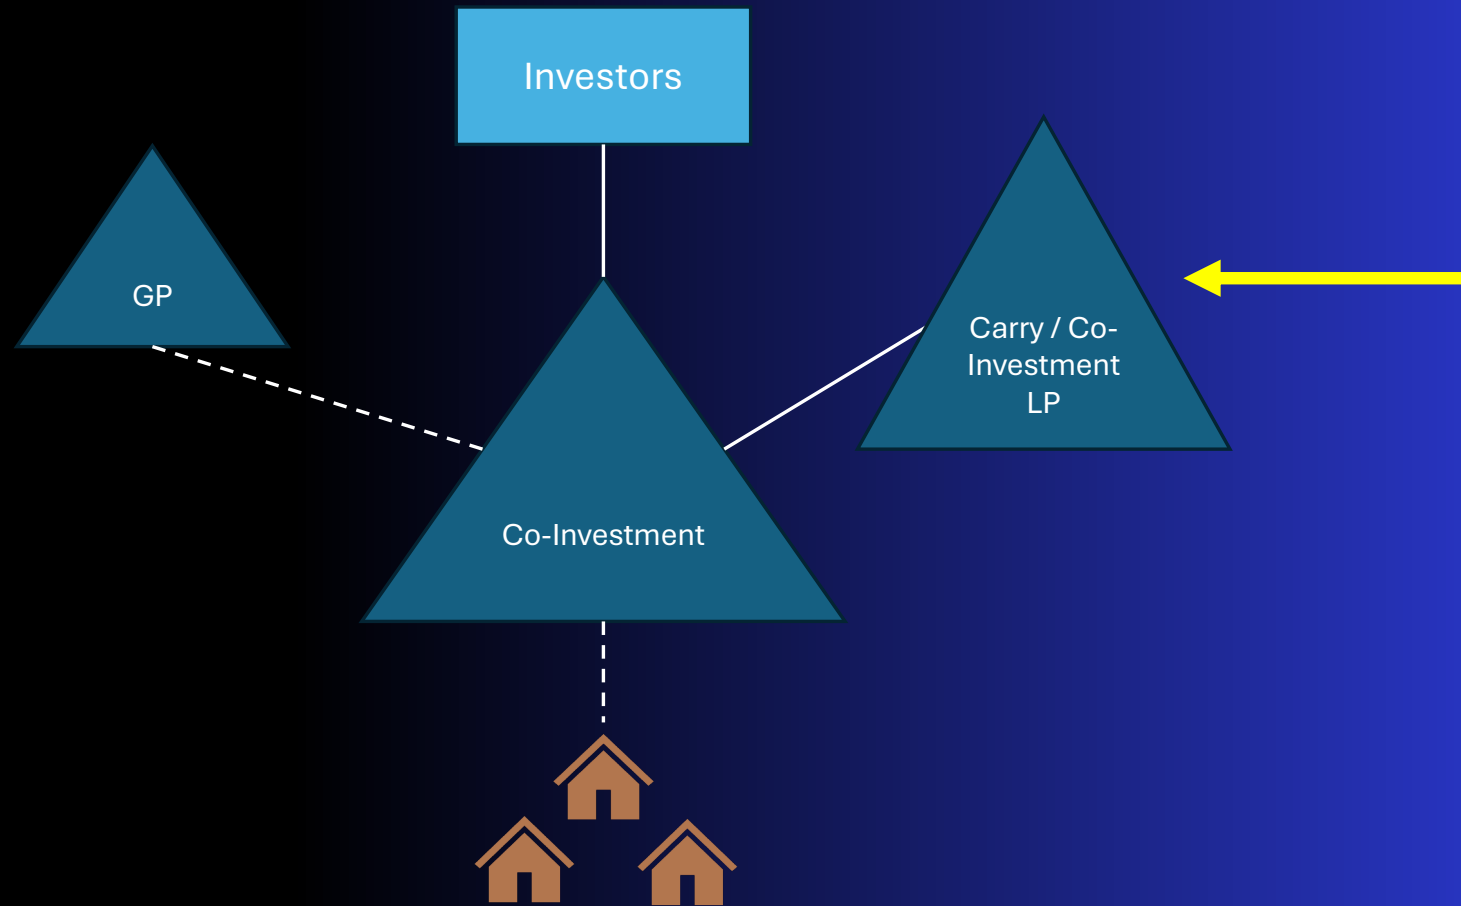 Investors
GP
Carry / Co-
Investment
LP
Co-Investment